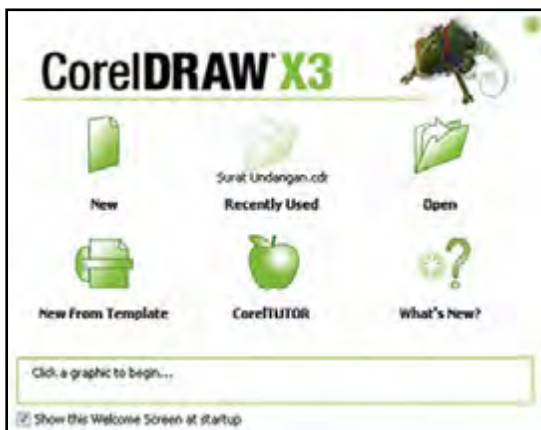 CorelDRAW X3
Surat Undangan.cdr
New
Recently Used
Open
New From Template
CorelTUTOR
What's New?
Click a graphic to begin...
Show this Welcome Screen at startup